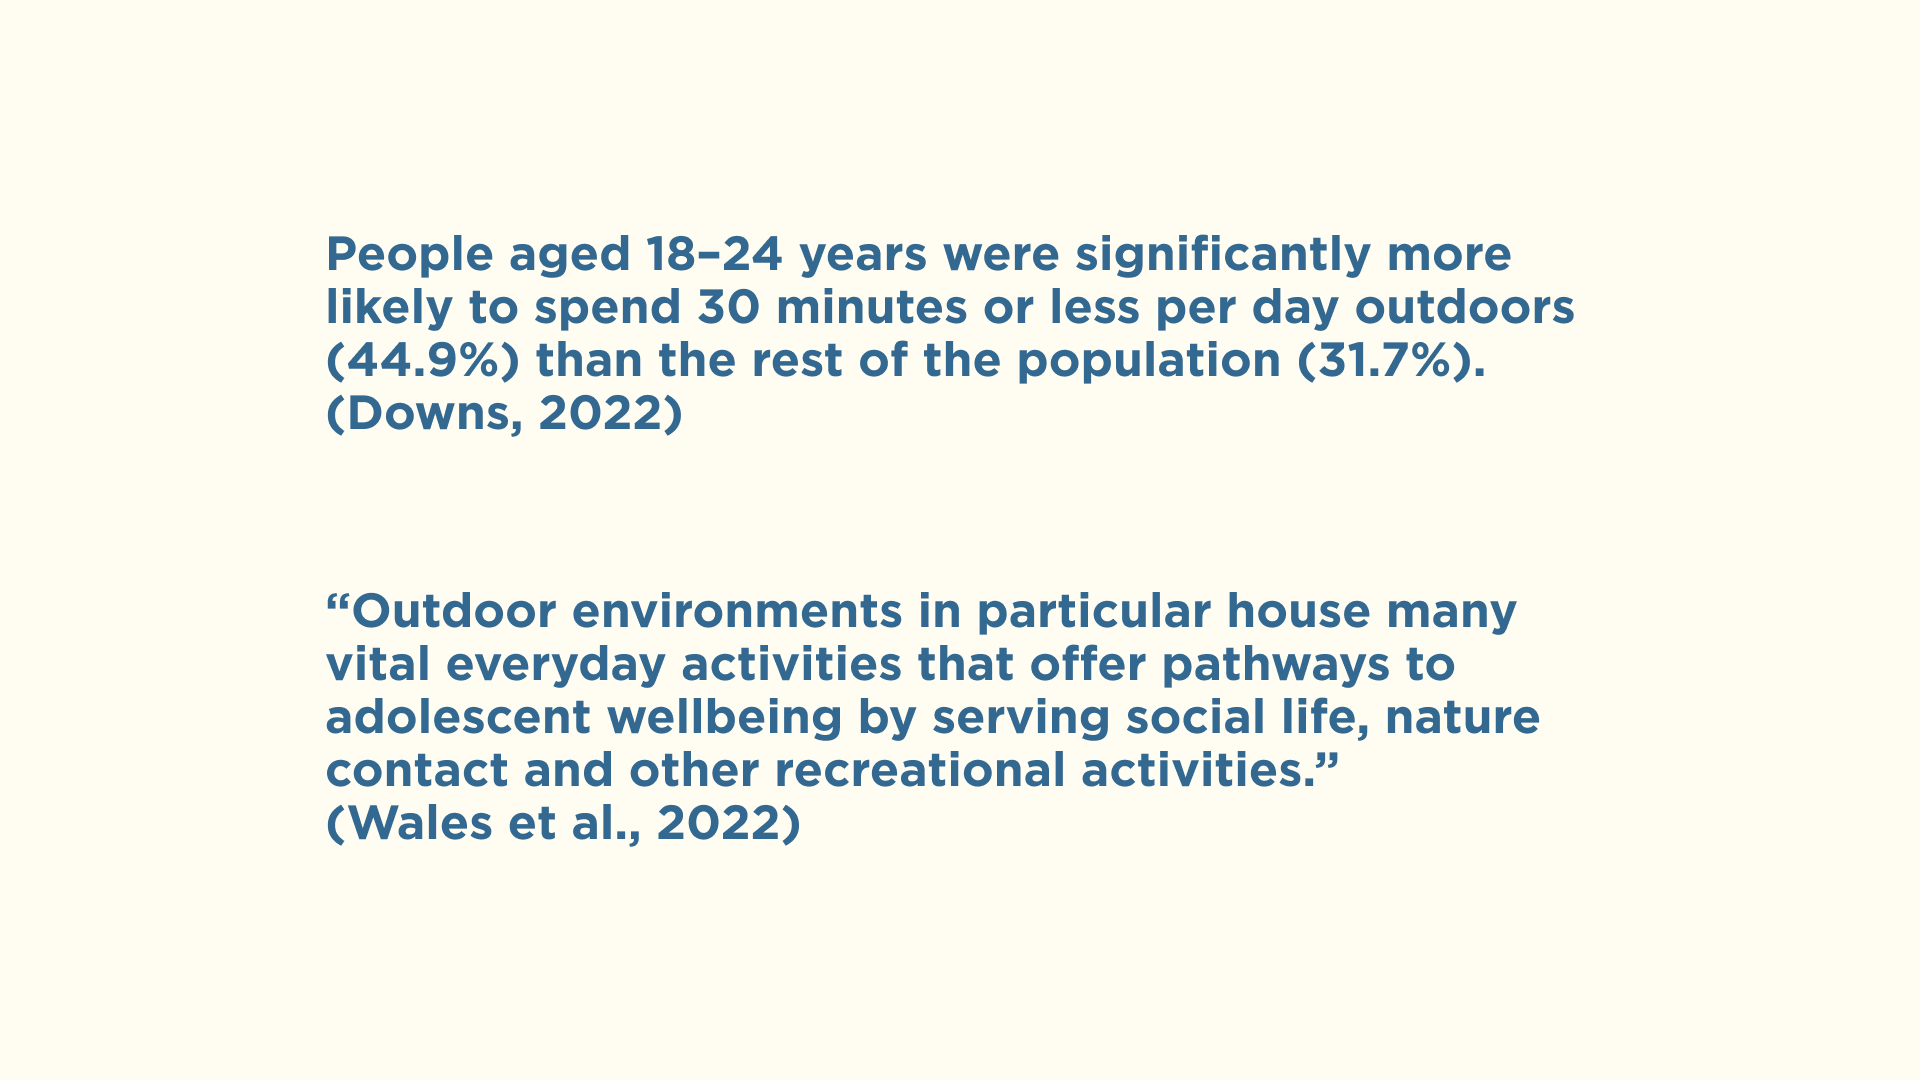 People aged 18–24 years were significantly more
likely to spend 30 minutes or less per day outdoors
(44.9%) than the rest of the population (31.7%).
(Downs, 2022)
“Outdoor environments in particular house many
vital everyday activities that offer pathways to
adolescent wellbeing by serving social life, nature
contact and other recreational activities.”
(Wales et al., 2022)